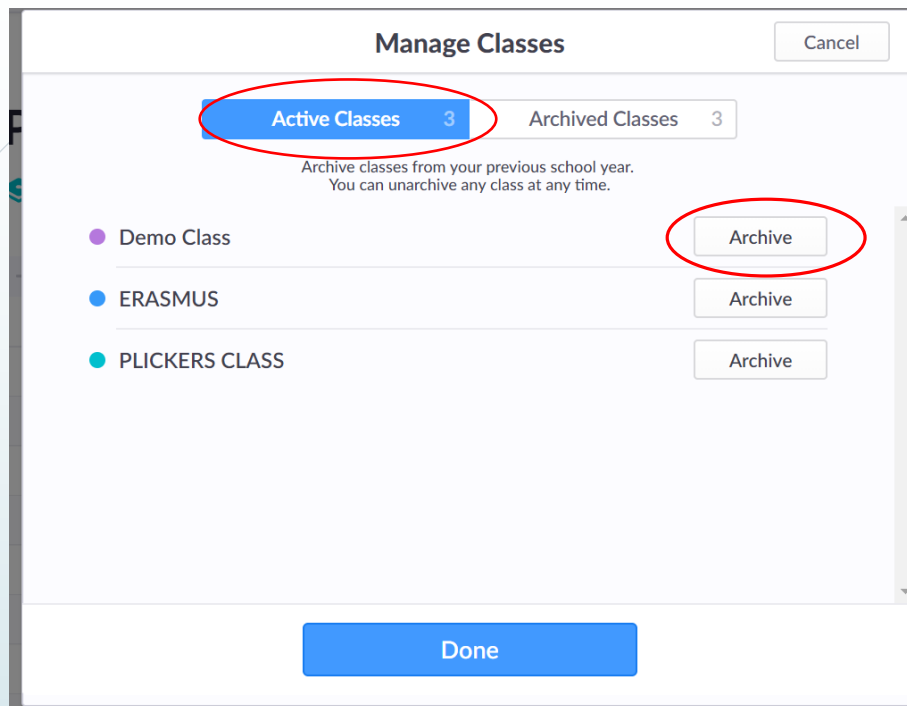 Manage Classes
Cancel
Active Classes 3
Archived Classes 3
Archive classes from your previous school year.
You can unarchive any class at any time.
Demo Class
Archive
ERASMUS
Archive
PLICKERS CLASS
Archive
Done